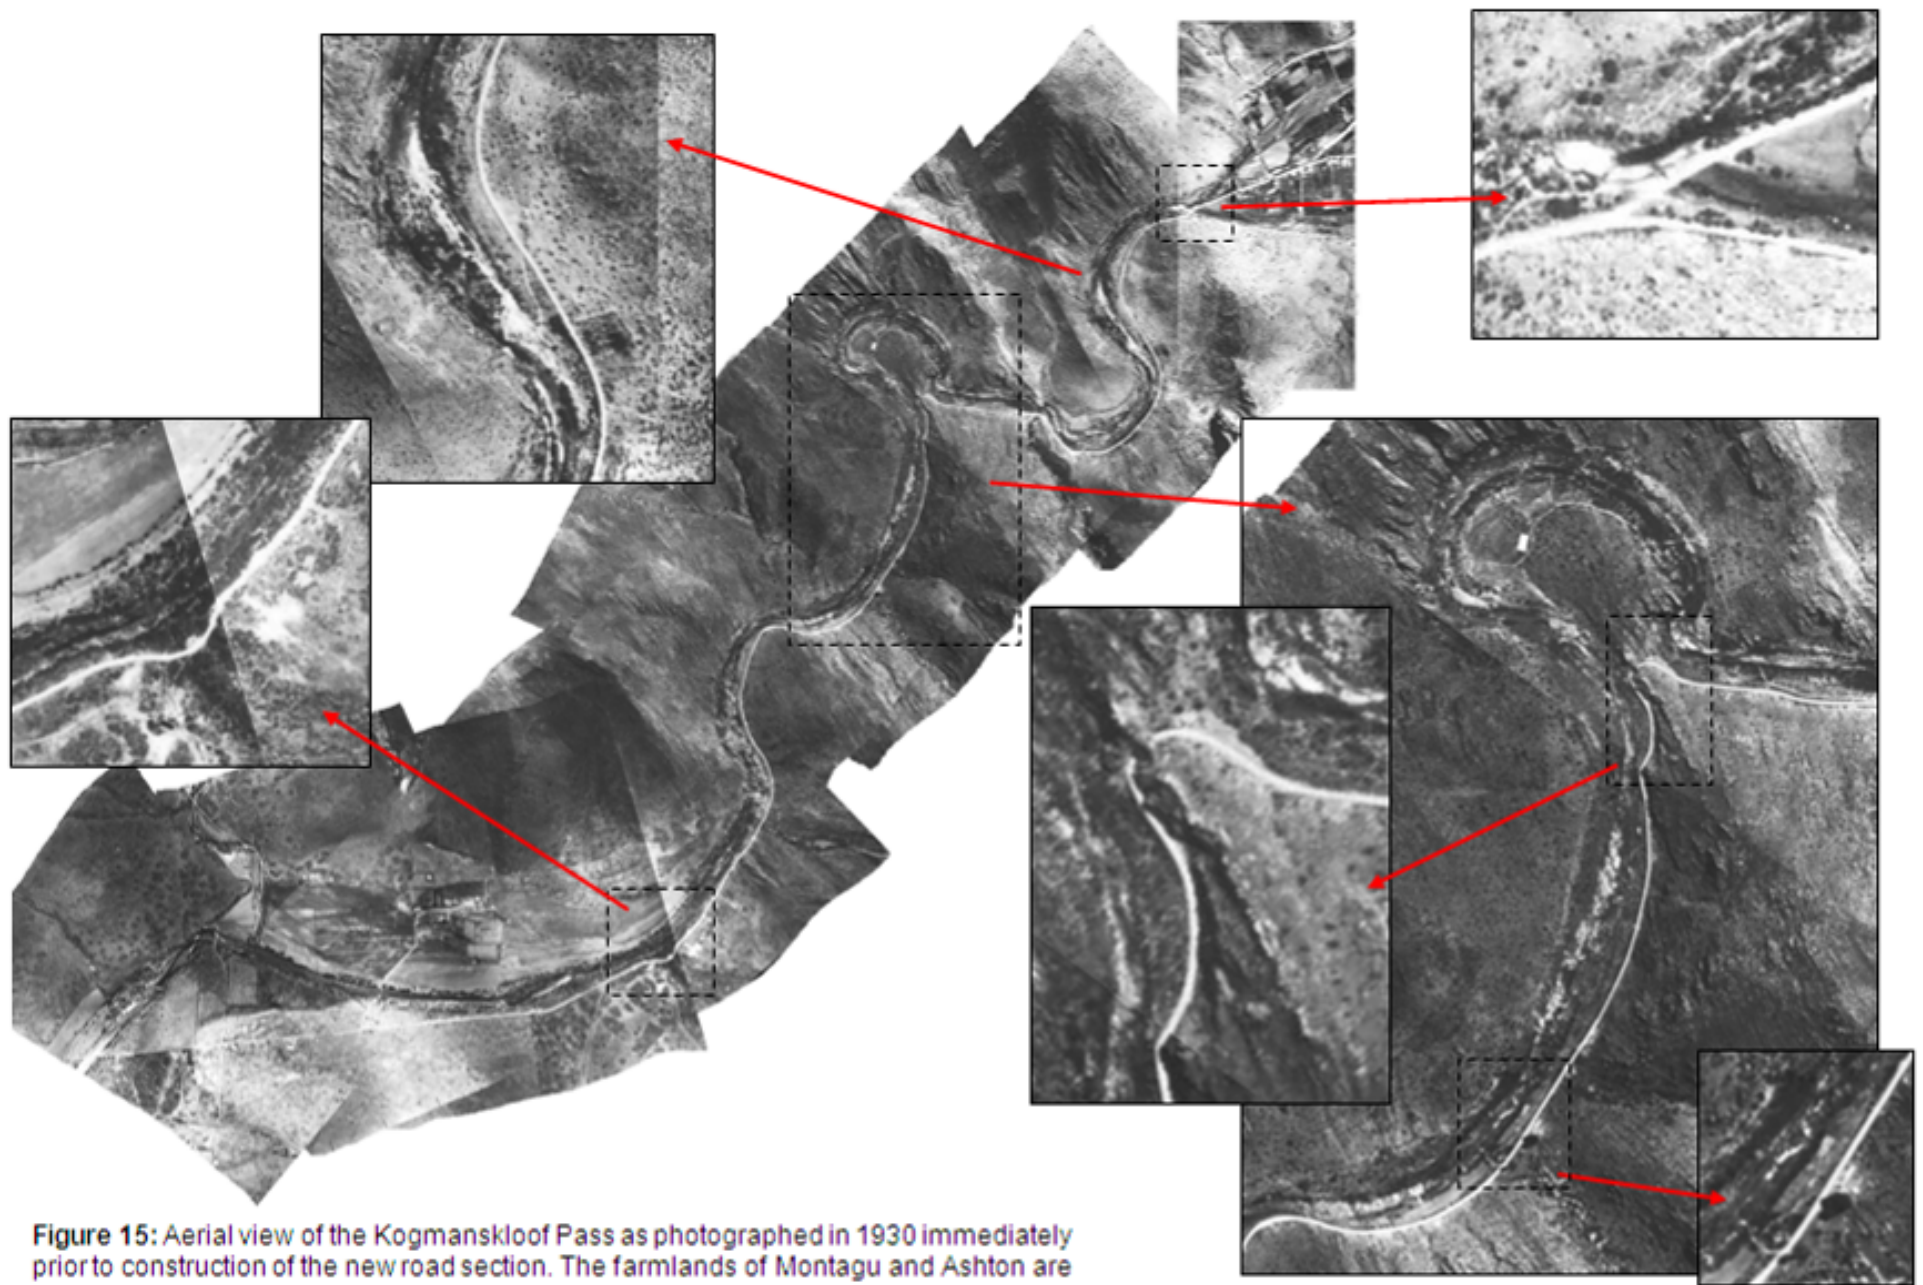 Figure 15: Aerial view of the Kogmanskloof Pass as photographed in 1930 immediately
prior to construction of the new road section. The farmlands of Montagu and Ashton are